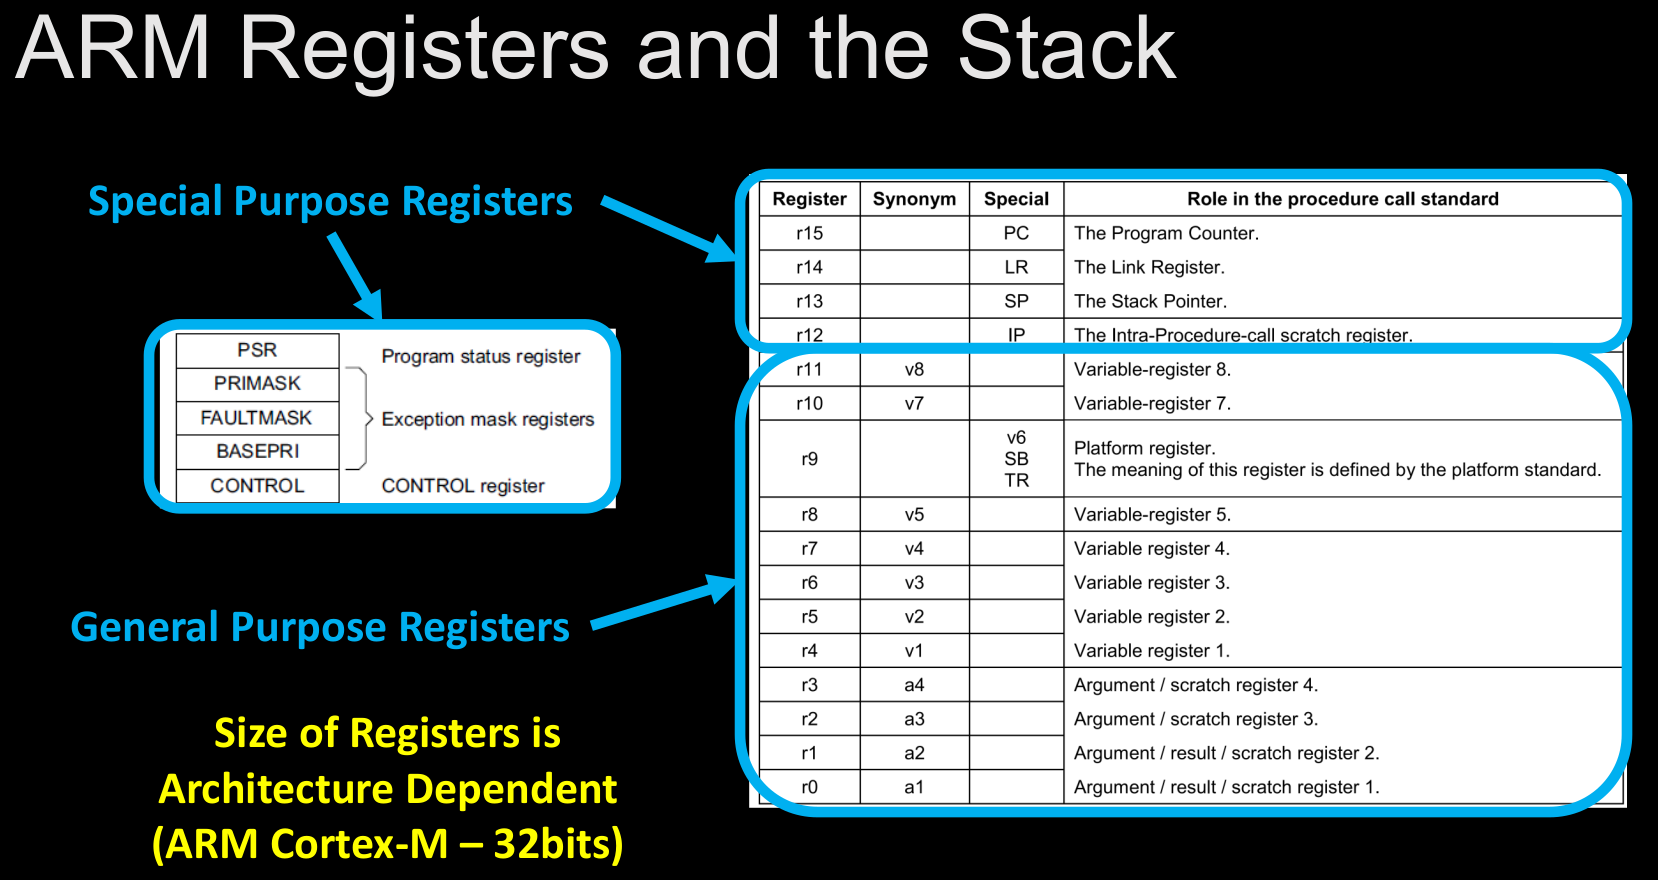 ARM Registers and the Stack
Special Purpose Registers
PSR Program status register
PRIMASK
FAULTMASK Exception mask registers
BASEPRI
CONTROL CONTROL register
General Purpose Registers
Size of Registers is
Architecture Dependent
(ARM Cortex-M – 32bits)
Register Synonym Special Role in the procedure call standard
r15 PC The Program Counter.
r14 LR The Link Register.
r13 SP The Stack Pointer.
r12 IP The Intra-Procedure-call scratch register.
r11 v8 Variable-register 8.
r10 v7 Variable-register 7.
r9 v6 SB TR Platform register.
The meaning of this register is defined by the platform standard.
r8 v5 Variable-register 5.
r7 v4 Variable register 4.
r6 v3 Variable register 3.
r5 v2 Variable register 2.
r4 v1 Variable register 1.
r3 a4 Argument / scratch register 4.
r2 a3 Argument / scratch register 3.
r1 a2 Argument / result / scratch register 2.
r0 a1 Argument / result / scratch register 1.